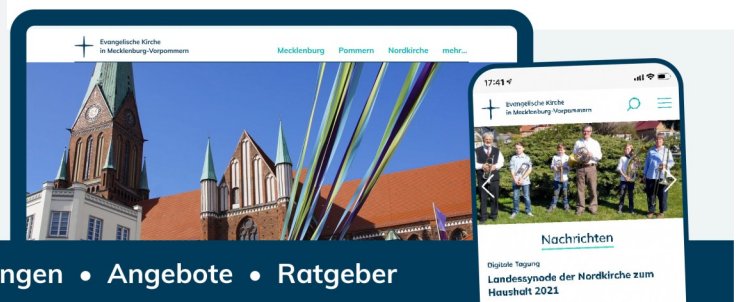 Evangelische Kirche
in Mecklenburg-Vorpommern
Mecklenburg Pommern Nordkirche mehr...
17:41
Evangelische Kirche
in Mecklenburg-Vorpommern
Nachrichten
Digitale Tagung
Landessynode der Nordkirche zum
Haushalt 2021
ngen • Angebote • Ratgeber